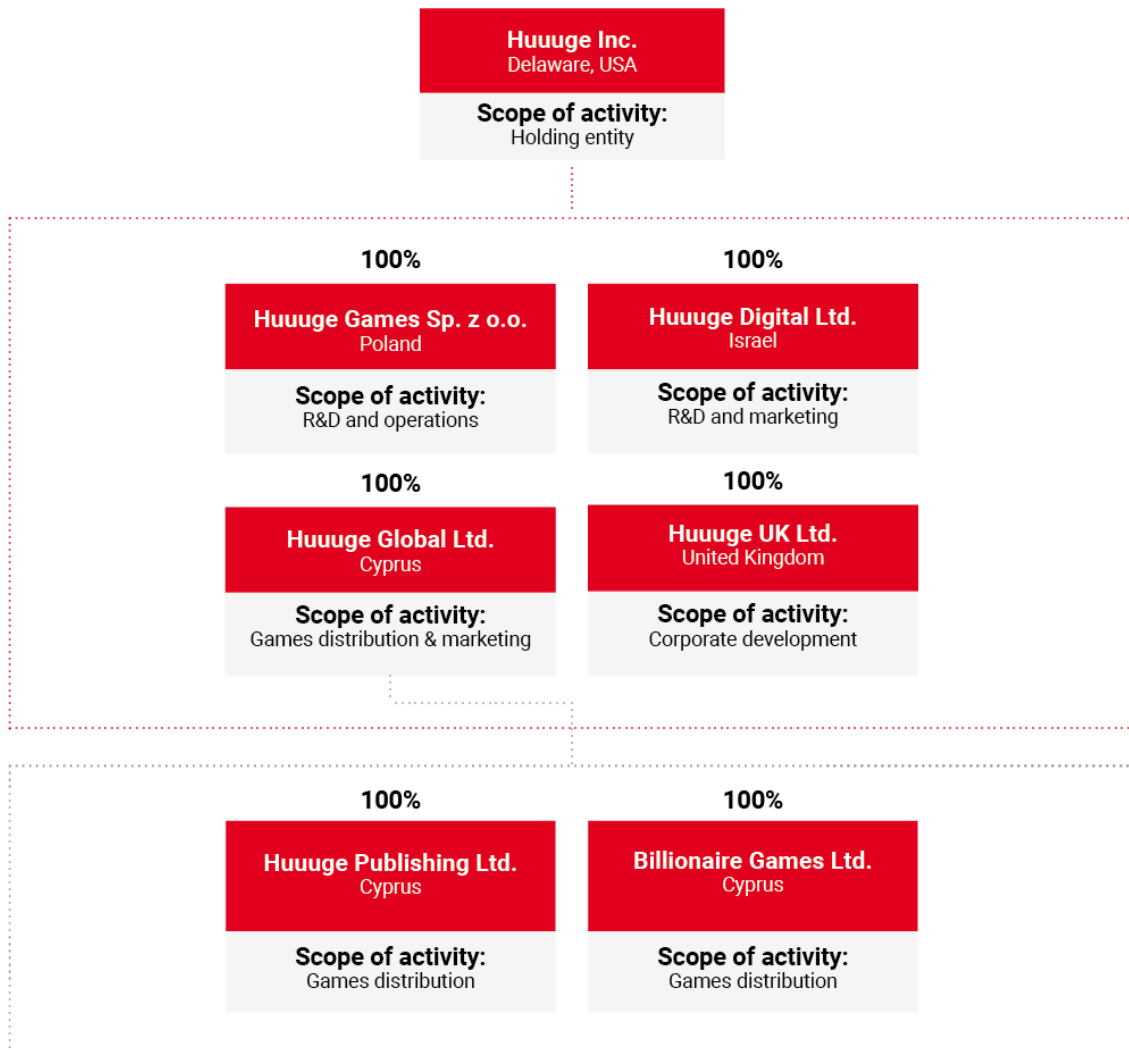 Huuuge Inc.
Delaware, USA
Scope of activity:
Holding entity
100%
Huuuge Games Sp. z o.o.
Poland
Scope of activity:
R&D and operations
100%
Huuuge Digital Ltd.
Israel
Scope of activity:
R&D and marketing
100%
Huuuge Global Ltd.
Cyprus
Scope of activity:
Games distribution & marketing
100%
Huuuge UK Ltd.
United Kingdom
Scope of activity:
Corporate development
100%
Huuuge Publishing Ltd.
Cyprus
Scope of activity:
Games distribution
100%
Billionaire Games Ltd.
Cyprus
Scope of activity:
Games distribution